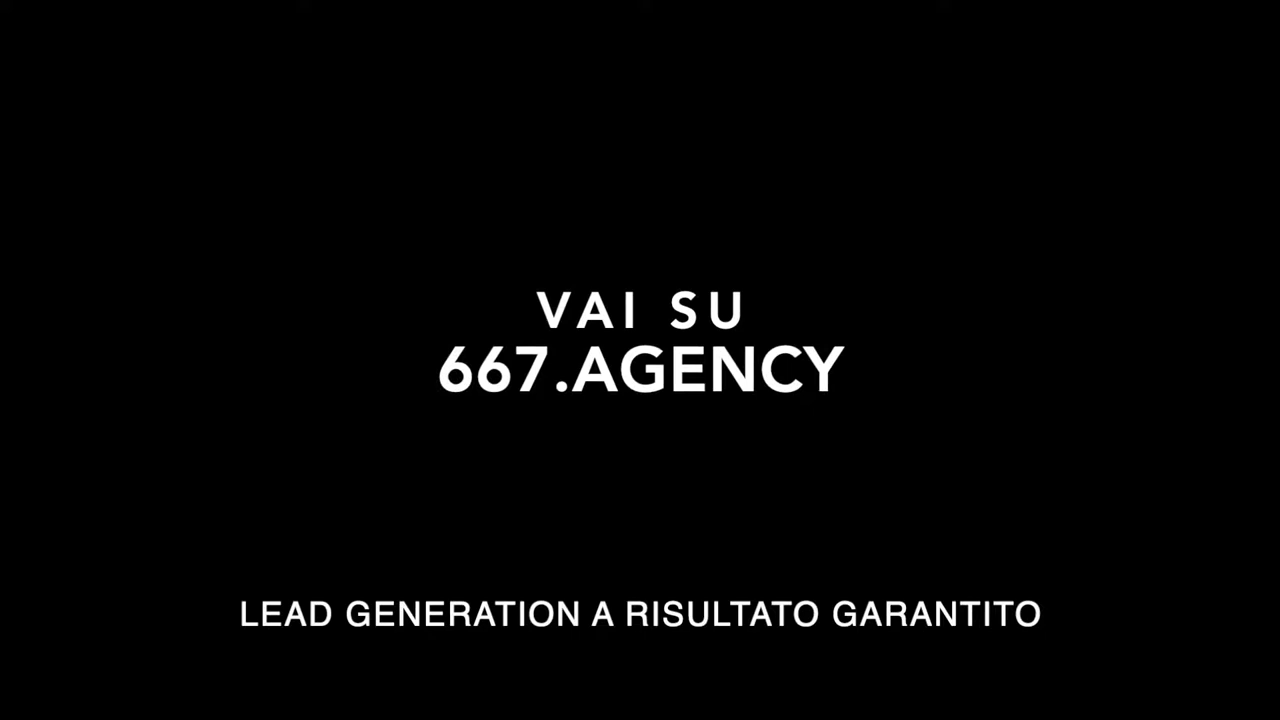 VAI SU
667.AGENCY
LEAD GENERATION A RISULTATO GARANTITO